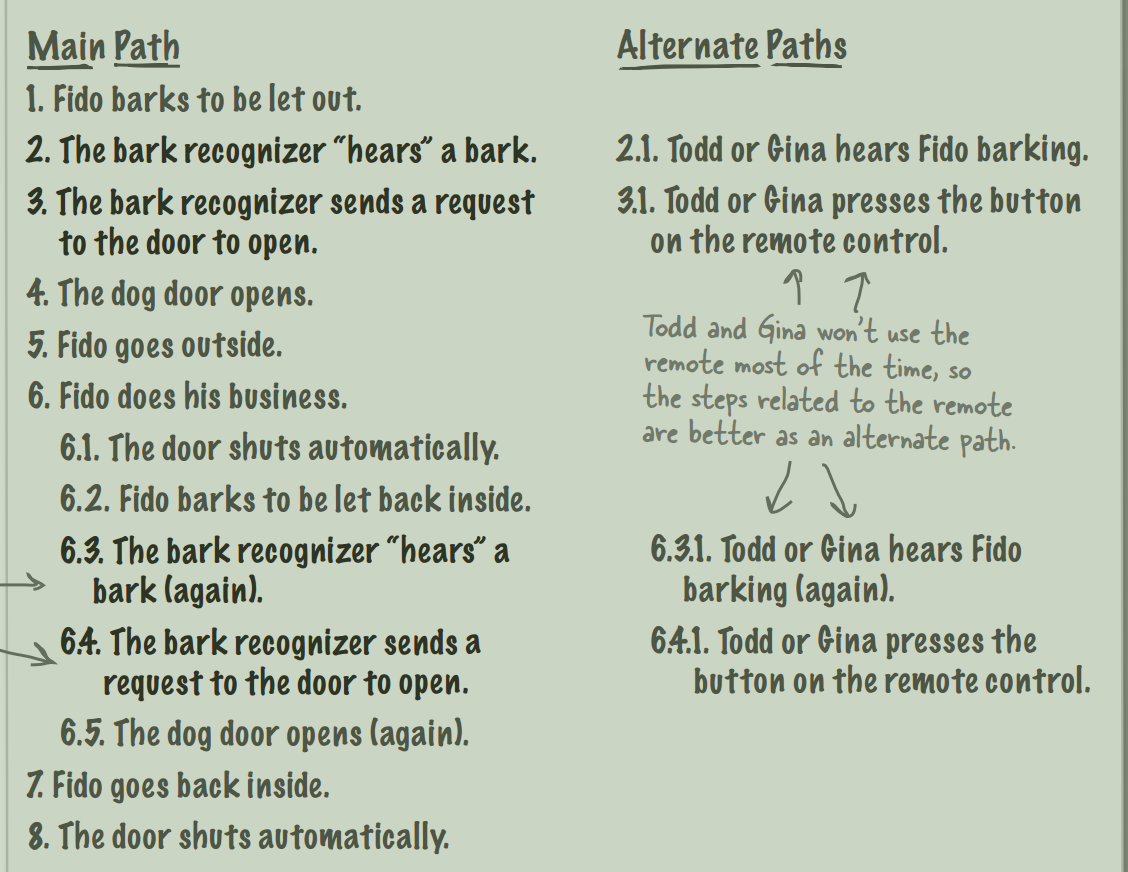 Main Path
1. Fido barks to be let out.
2. The bark recognizer “hears” a bark.
3. The bark recognizer sends a request
to the door to open.
4. The dog door opens.
5. Fido goes outside.
6. Fido does his business.
6.1. The door shuts automatically.
6.2. Fido barks to be let back inside.
6.3. The bark recognizer “hears” a
bark (again).
6.4. The bark recognizer sends a
request to the door to open.
6.5. The dog door opens (again).
7. Fido goes back inside.
8. The door shuts automatically.
Alternate Paths
2.1. Todd or Gina hears Fido barking.
3.1. Todd or Gina presses the button
on the remote control.
Todd and Gina won’t use the
remote most of the time, so
the steps related to the remote
are better as an alternate path.
6.3.1. Todd or Gina hears Fido
barking (again).
6.4.1. Todd or Gina presses the
button on the remote control.